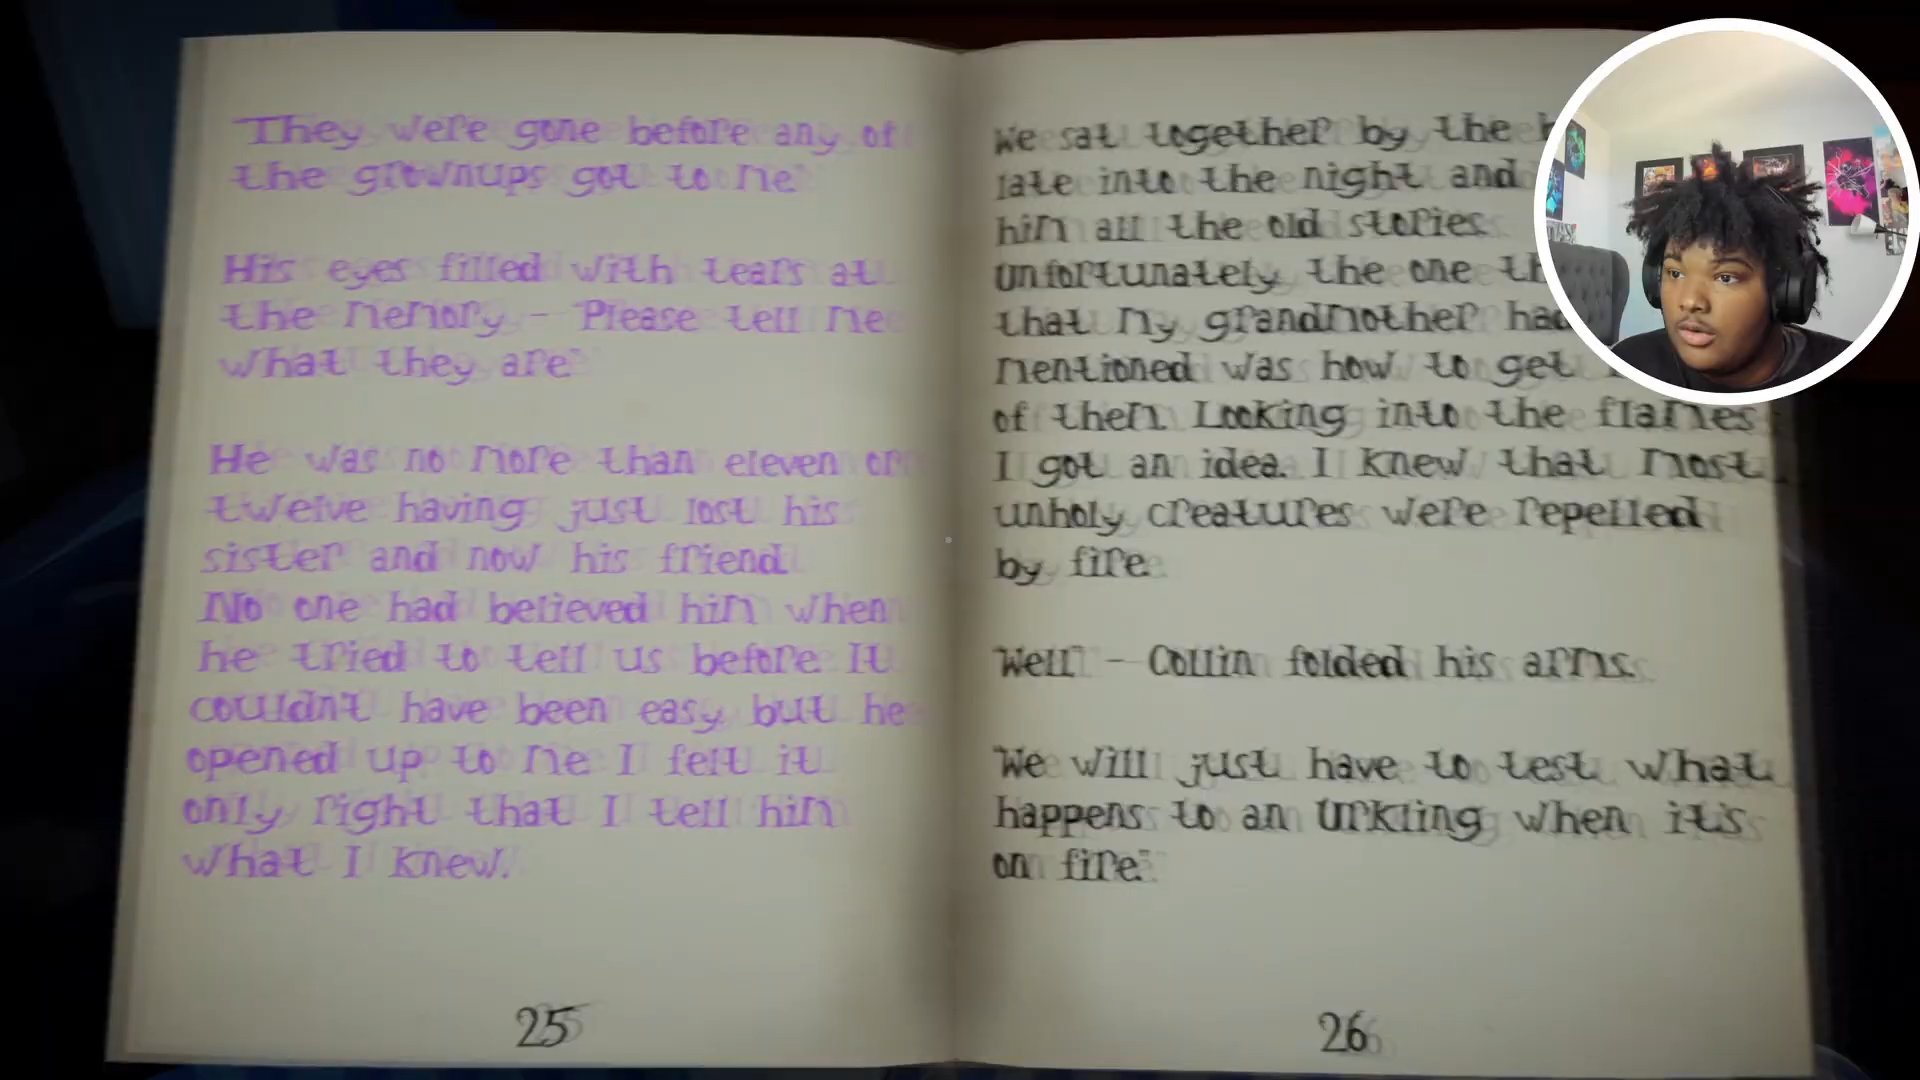 "They were gone before any of
the grownups got to me"
His eyes filled with tears at
the memory - "Please tell me
what they are"
He was no more than eleven or
twelve having just lost his
sister and now his friend
No one had believed him when
he tried to tell us before It
couldn't have been easy but he
opened up to me I felt it
only right that I tell him
what I knew.
25
We sat together by the
late into the night and
him all the old stories
Unfortunately the one
that my grandmother
mentioned was how to get
of them Looking into the flames
I got an idea. I knew that most
unholy creatures were repelled
by fire
"Well" - Collin folded his arms.
"We will just have to test what
happens to an Urkling when it's
on fire."
26